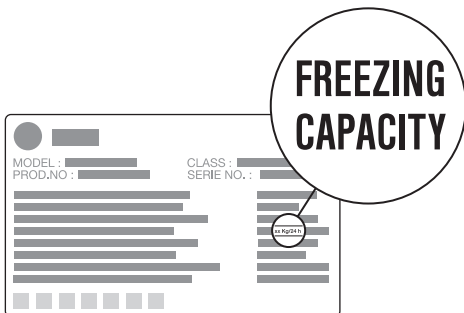 FREEZING
CAPACITY
MODEL :
CLASS :
PROD.NO :
SERIE NO. :
xx Kg/24 h